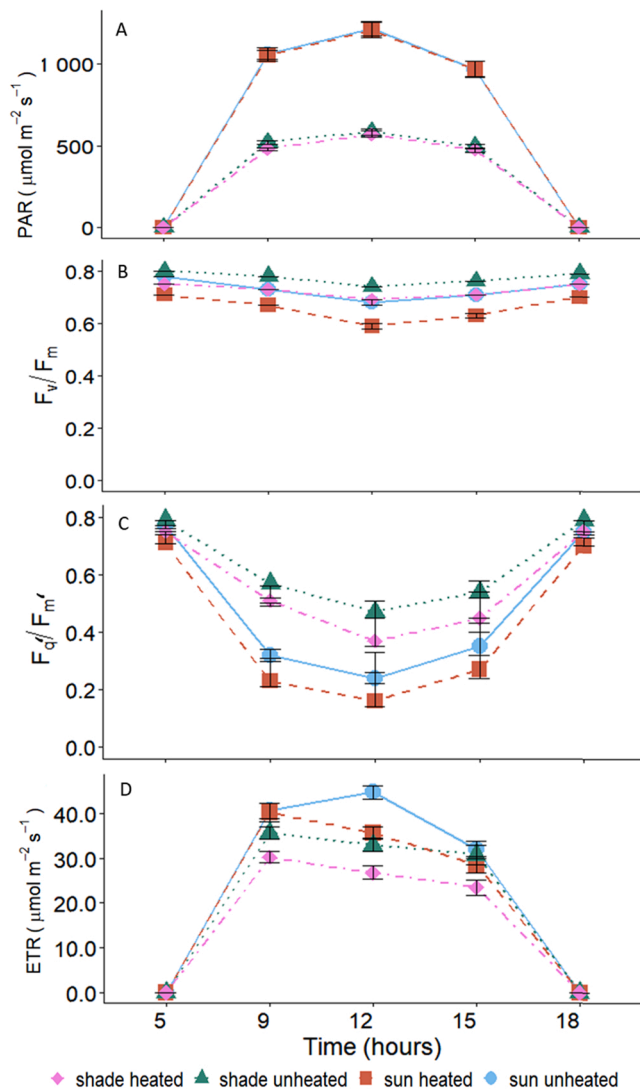 A
PAR ( μmol m⁻² s⁻¹)
1 000
500
0
B
Fv/ Fm
0.8
0.6
0.4
0.2
0.0
C
Fq′/ Fm′
0.8
0.6
0.4
0.2
0.0
D
ETR ( μmol m⁻² s⁻¹)
40.0
30.0
20.0
10.0
0.0
5 9 12 15 18
Time (hours)
shade heated shade unheated sun heated sun unheated